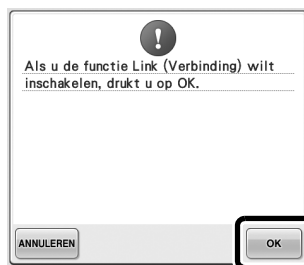 Als u de functie Link (Verbinding) wilt
inschakelen, drukt u op OK.
ANNULEREN
OK